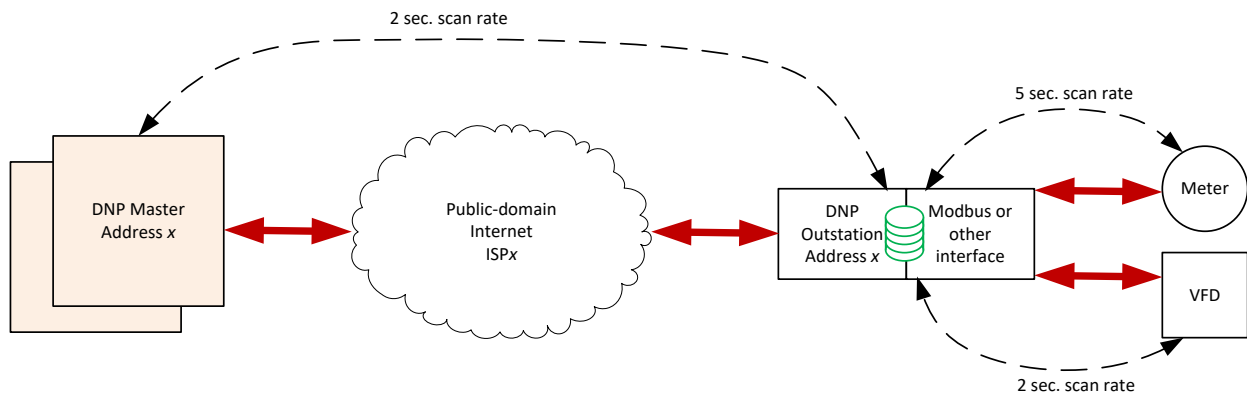 2 sec. scan rate
5 sec. scan rate
DNP Master
Address x
Public-domain
Internet
ISPx
DNP
Outstation
Address x
Modbus or
other
interface
Meter
VFD
2 sec. scan rate